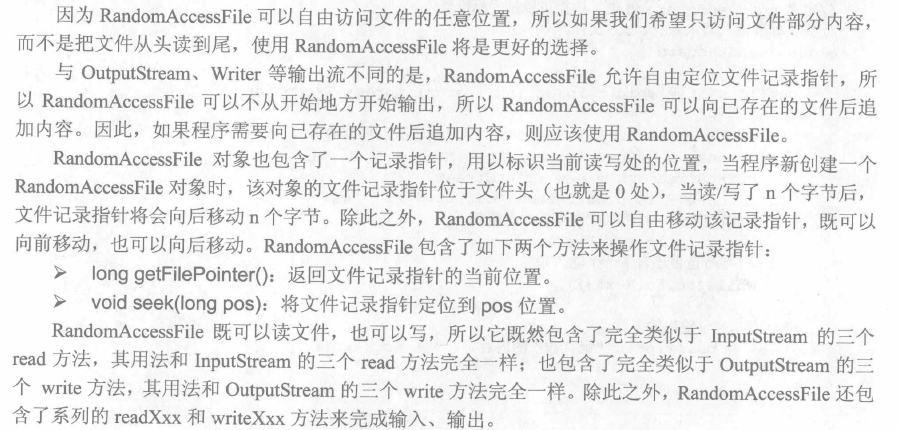 因为 RandomAccessFile 可以自由访问文件的任意位置，所以如果我们希望只访问文件部分内容，
而不是把文件从头读到尾，使用 RandomAccessFile 将是更好的选择。
与 OutputStream、Writer 等输出流不同的是，RandomAccessFile 允许自由定位文件记录指针，所
以 RandomAccessFile 可以不从开始地方开始输出，所以 RandomAccessFile 可以向已存在的文件后追
加内容。因此，如果程序需要向已存在的文件后追加内容，则应该使用 RandomAccessFile。
RandomAccessFile 对象也包含了一个记录指针，用以标识当前读写处的位置，当程序新创建一个
RandomAccessFile 对象时，该对象的文件记录指针位于文件头（也就是 0 处），当读/写了 n 个字节后，
文件记录指针将会向后移动 n 个字节。除此之外，RandomAccessFile 可以自由移动该记录指针，既可以
向前移动，也可以向后移动。RandomAccessFile 包含了如下两个方法来操作文件记录指针：
➢ long getFilePointer()：返回文件记录指针的当前位置。
➢ void seek(long pos)：将文件记录指针定位到 pos 位置。
RandomAccessFile 既可以读文件，也可以写，所以它既然包含了完全类似于 InputStream 的三个
read 方法，其用法和 InputStream 的三个 read 方法完全一样；也包含了完全类似于 OutputStream 的三
个 write 方法，其用法和 OutputStream 的三个 write 方法完全一样。除此之外，RandomAccessFile 还包
含了系列的 readXxx 和 writeXxx 方法来完成输入、输出。